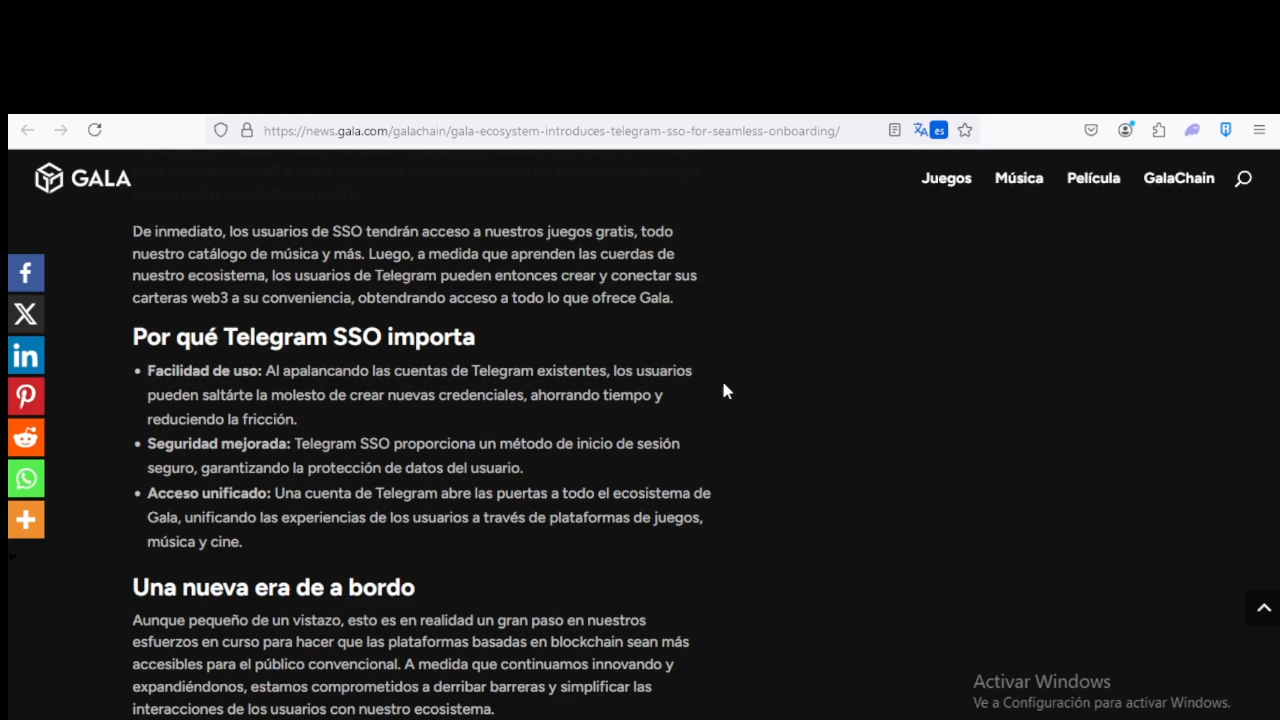 https://news.gala.com/galachain/gala-ecosystem-introduces-telegram-sso-for-seamless-onboarding/
es
GALA
Juegos
Música
Película
GalaChain
De inmediato, los usuarios de SSO tendrán acceso a nuestros juegos gratis, todo
nuestro catálogo de música y más. Luego, a medida que aprenden las cuerdas de
nuestro ecosistema, los usuarios de Telegram pueden entonces crear y conectar sus
carteras web3 a su conveniencia, obtendrando acceso a todo lo que ofrece Gala.
Por qué Telegram SSO importa
• Facilidad de uso: Al apalancando las cuentas de Telegram existentes, los usuarios
pueden saltárte la molesto de crear nuevas credenciales, ahorrando tiempo y
reduciendo la fricción.
• Seguridad mejorada: Telegram SSO proporciona un método de inicio de sesión
seguro, garantizando la protección de datos del usuario.
• Acceso unificado: Una cuenta de Telegram abre las puertas a todo el ecosistema de
Gala, unificando las experiencias de los usuarios a través de plataformas de juegos,
música y cine.
Una nueva era de a bordo
Aunque pequeño de un vistazo, esto es en realidad un gran paso en nuestros
esfuerzos en curso para hacer que las plataformas basadas en blockchain sean más
accesibles para el público convencional. A medida que continuamos innovando y
expandiéndonos, estamos comprometidos a derribar barreras y simplificar las
interacciones de los usuarios con nuestro ecosistema.
Activar Windows
Ve a Configuración para activar Windows.